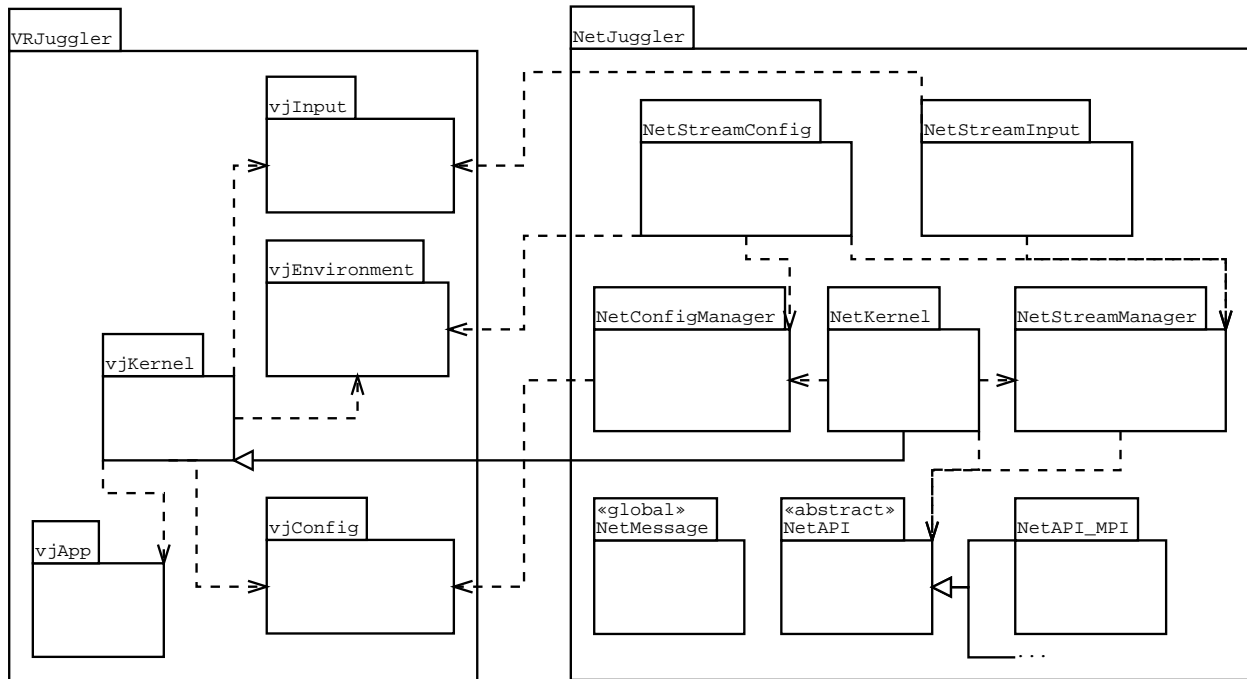 VRJuggler
vjInput
vjEnvironment
vjKernel
vjConfig
vjApp
NetJuggler
NetStreamConfig
NetStreamInput
NetConfigManager
NetKernel
NetStreamManager
«global»
NetMessage
«abstract»
NetAPI
NetAPI_MPI
...